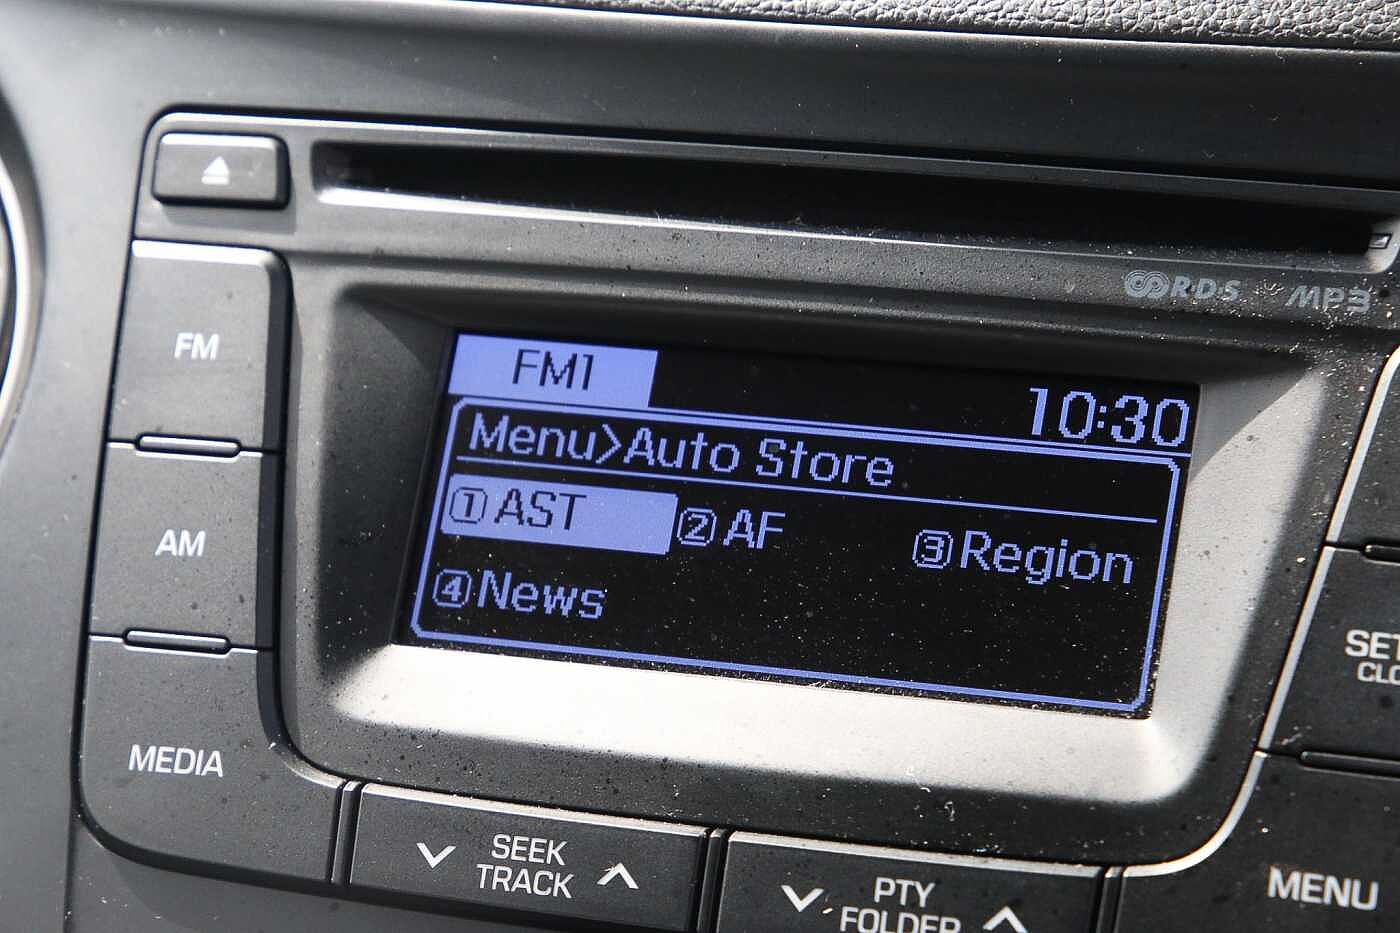 RDS MP3
FM
AM
MEDIA
FM1
10:30
Menu>Auto Store
①AST ②AF ③Region
④News
SEEK
TRACK
PTY
FOLDER
MENU